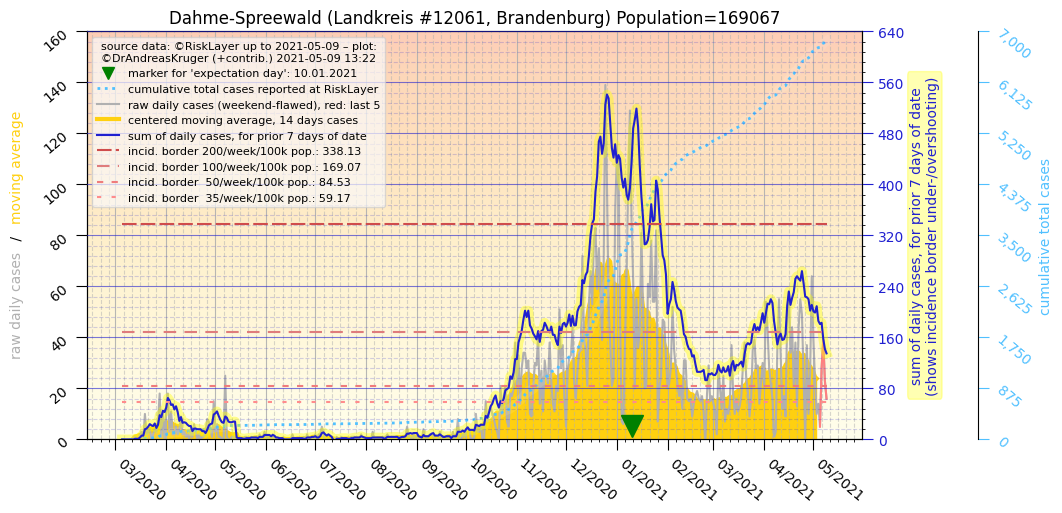 Dahme-Spreewald (Landkreis #12061, Brandenburg) Population=169067
source data: ©RiskLayer up to 2021-05-09 – plot:
©DrAndreasKruger (+contrib.) 2021-05-09 13:22
marker for 'expectation day': 10.01.2021
cumulative total cases reported at RiskLayer
raw daily cases (weekend-flawed), red: last 5
centered moving average, 14 days cases
sum of daily cases, for prior 7 days of date
incid. border 200/week/100k pop.: 338.13
incid. border 100/week/100k pop.: 169.07
incid. border  50/week/100k pop.: 84.53
incid. border  35/week/100k pop.: 59.17
raw daily cases / moving average
160
140
120
100
80
60
40
20
0
03/2020
04/2020
05/2020
06/2020
07/2020
08/2020
09/2020
10/2020
11/2020
12/2020
01/2021
02/2021
03/2021
04/2021
05/2021
640
560
480
400
320
240
160
80
0
sum of daily cases, for prior 7 days of date
(shows incidence border under-/overshooting)
7,000
6,125
5,250
4,375
3,500
2,625
1,750
875
0
cumulative total cases